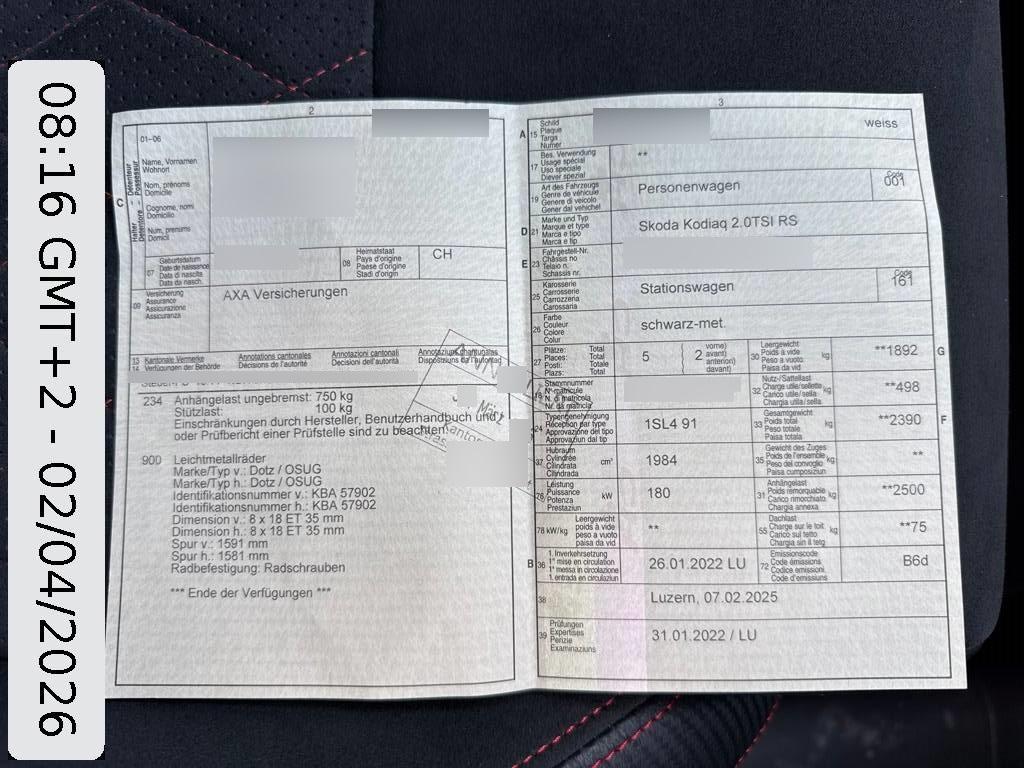 08:16 GMT+2 - 02/04/2026
2
01-06
Name, Vornamen
Wohnort
Nom, prénoms
Domicile
Cognome, nomi
Domicilio
Num, prenums
Domicil
C
Halter - Détenteur
Detentore - Possessur
07
Geburtsdatum
Date de naissance
Data di nascita
Data da nasch.
08
Heimatstaat
Pays d'origine
Paese d'origine
Stadi d'origin
CH
09
Versicherung
Assurance
Assicurazione
Assicuranza
AXA Versicherungen
13 Kantonale Vermerke
14 Verfügungen der Behörde
Annotations cantonales
Décisions de l'autorité
Annotazioni cantonali
Decisioni dell'autorità
Annotaziuns chantunalas
Dispositiuns da l'autoritad
234 Anhängelast ungebremst: 750 kg
Stützlast: 100 kg
Einschränkungen durch Hersteller, Benutzerhandbuch und
oder Prüfbericht einer Prüfstelle sind zu beachten.
900 Leichtmetallräder
Marke/Typ v.: Dotz / OSUG
Marke/Typ h.: Dotz / OSUG
Identifikationsnummer v.: KBA 57902
Identifikationsnummer h.: KBA 57902
Dimension v.: 8 x 18 ET 35 mm
Dimension h.: 8 x 18 ET 35 mm
Spur v.: 1591 mm
Spur h.: 1581 mm
Radbefestigung: Radschrauben
*** Ende der Verfügungen ***
3
A 15
Schild
Plaque
Targa
Numer
weiss
17
Bes. Verwendung
Usage spécial
Uso speciale
Diever spezial
**
19
Art des Fahrzeugs
Genre de véhicule
Genere di veicolo
Gener dal vehichel
Personenwagen
Code
001
D 21
Marke und Typ
Marque et type
Marca e tipo
Marca e tip
Skoda Kodiaq 2.0TSI RS
E 23
Fahrgestell-Nr.
Châssis no
Telaio n.
Schassis nr.
25
Karosserie
Carrosserie
Carrozzeria
Carossaria
Stationswagen
Code
161
26
Farbe
Couleur
Colore
Colur
schwarz-met.
27
Plätze: Total
Places: Total
Posti: Totale
Plazs: Total
5
2
vorne)
avant)
anteriori)
davant)
30
Leergewicht
Poids à vide
Peso a vuoto
Paisa da vid
kg
**1892
G
18
Stammnummer
N° matricule
N. di matricola
Nr. da matricla
32
Nutz-/Sattellast
Charge utile/sellette
Carico utile/sella
Chargia utila/sella
kg
**498
24
Typengenehmigung
Réception par type
Approvazione del tipo
Approvaziun dal tip
1SL4 91
33
Gesamtgewicht
Poids total
Peso totale
Paisa totala
kg
**2390
F
37
Hubraum
Cylindrée
Cilindrata
Cilindrada
cm³
1984
35
Gewicht des Zuges
Poids de l'ensemble
Peso del convoglio
Paisa cumposiziun
kg
**
76
Leistung
Puissance
Potenza
Prestaziun
kW
180
31
Anhängelast
Poids remorquable
Carico rimorchiato
Chargia annexa
kg
**2500
78 kW/kg
Leergewicht
poids à vide
peso a vuoto
paisa da vid
**
55
Dachlast
Charge sur le toit
Carico sul tetto
Chargia sin il tetg
kg
**75
B 36
1. Inverkehrsetzung
1re mise en circulation
1a messa in circolazione
1. entrada en circulaziun
26.01.2022 LU
72
Emissionscode
Code émissions
Codice emissioni
Code d'emissiuns
B6d
38
Luzern, 07.02.2025
39
Prüfungen
Expertises
Perizie
Examinaziuns
31.01.2022 / LU